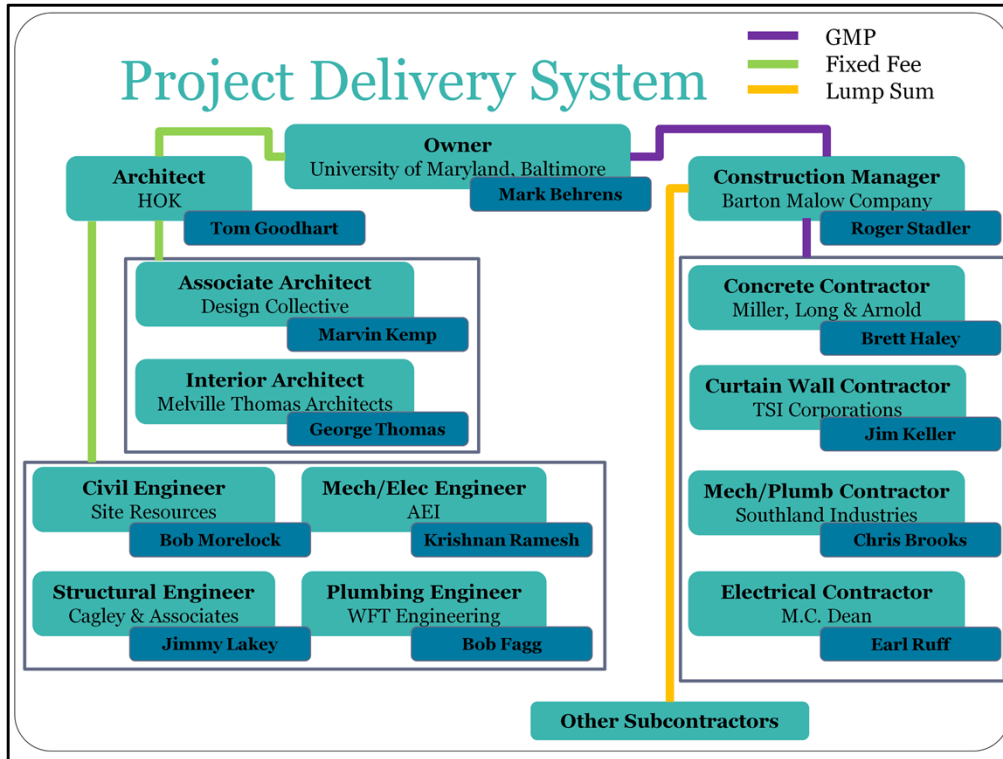 Project Delivery System
GMP
Fixed Fee
Lump Sum
Owner
University of Maryland, Baltimore
Mark Behrens
Architect
HOK
Tom Goodhart
Construction Manager
Barton Malow Company
Roger Stadler
Associate Architect
Design Collective
Marvin Kemp
Interior Architect
Melville Thomas Architects
George Thomas
Civil Engineer
Site Resources
Bob Morelock
Mech/Elec Engineer
AEI
Krishnan Ramesh
Structural Engineer
Cagley & Associates
Jimmy Lakey
Plumbing Engineer
WFT Engineering
Bob Fagg
Concrete Contractor
Miller, Long & Arnold
Brett Haley
Curtain Wall Contractor
TSI Corporations
Jim Keller
Mech/Plumb Contractor
Southland Industries
Chris Brooks
Electrical Contractor
M.C. Dean
Earl Ruff
Other Subcontractors